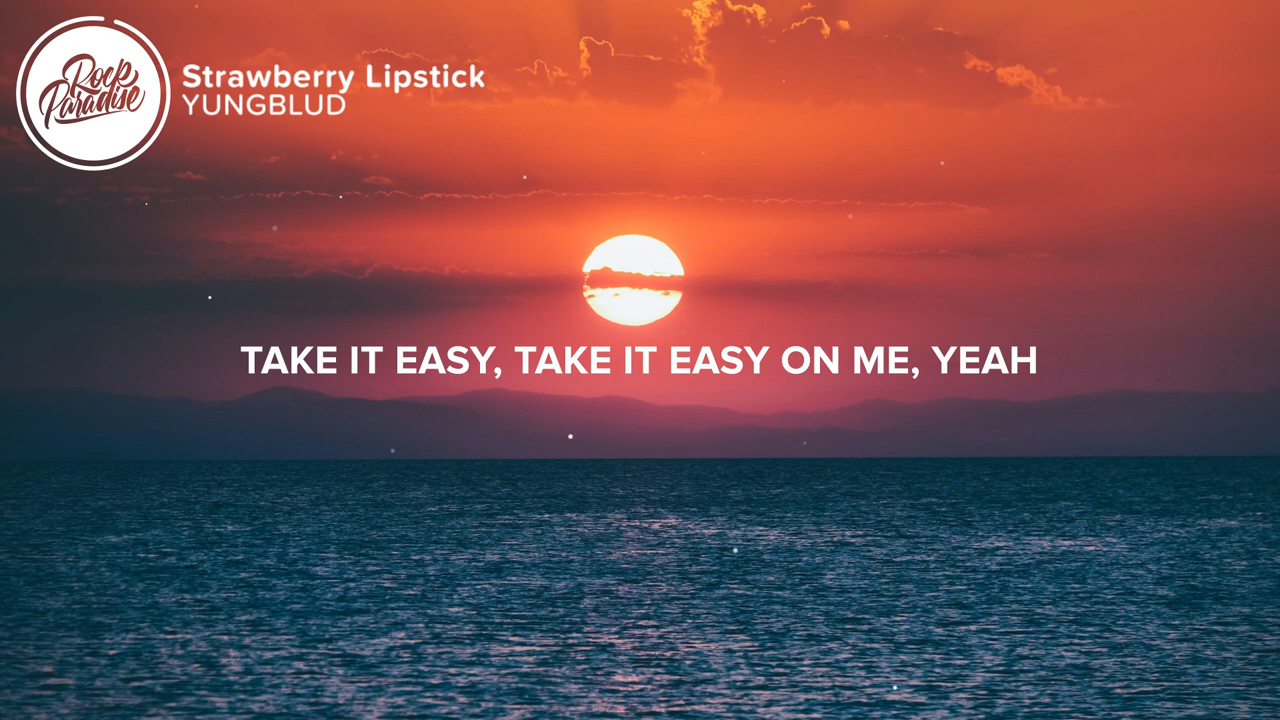 Rock
Paradise
Strawberry Lipstick
YUNGBLUD
TAKE IT EASY, TAKE IT EASY ON ME, YEAH